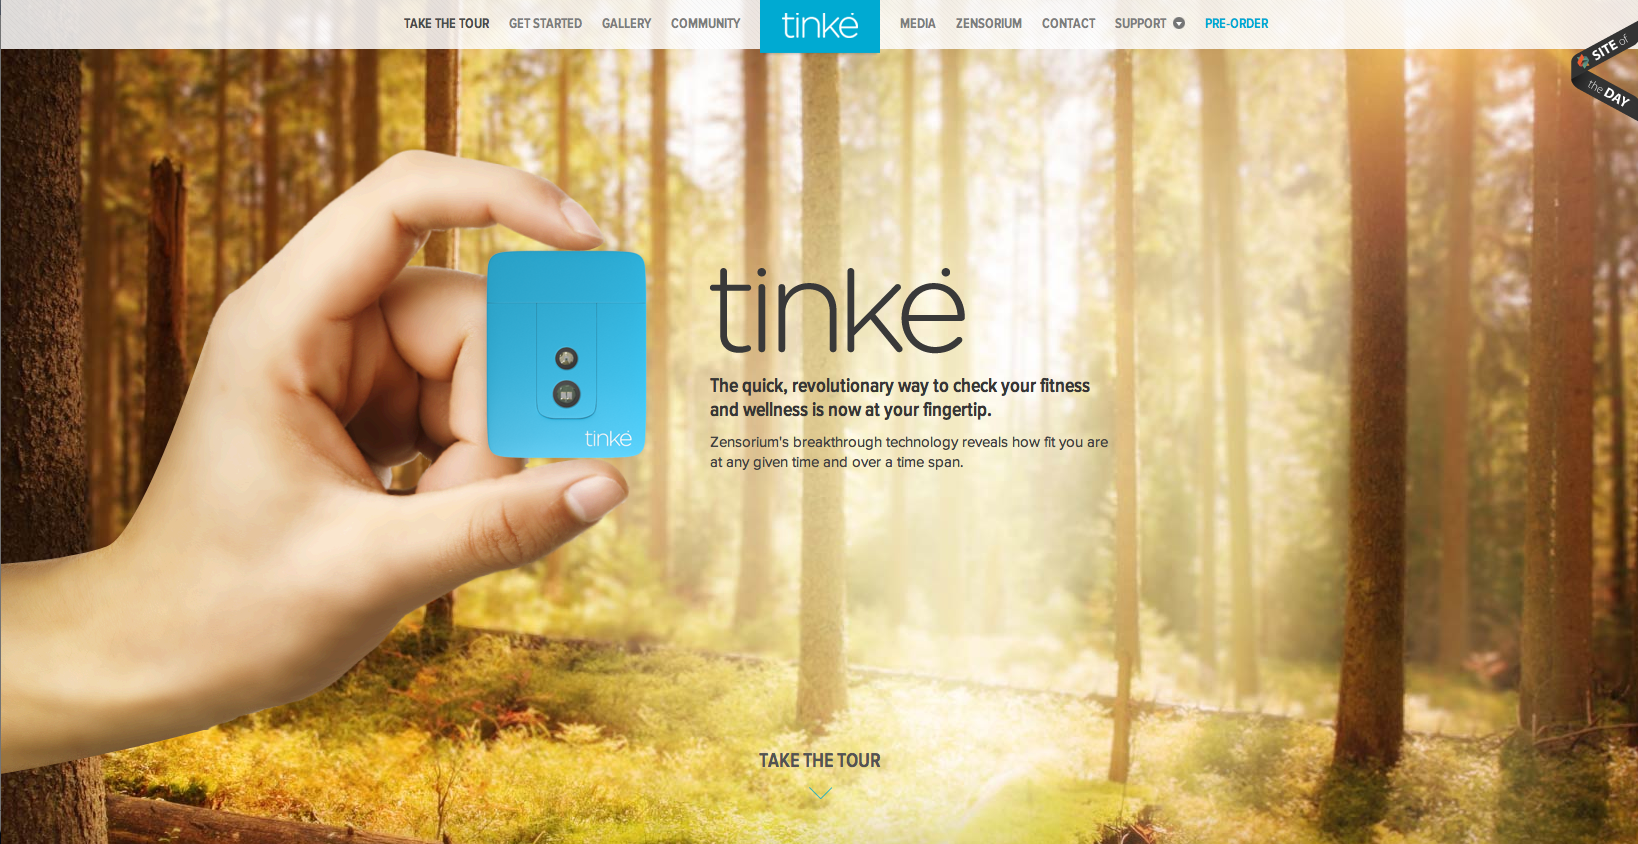 TAKE THE TOUR
GET STARTED
GALLERY
COMMUNITY
tinkė
MEDIA
ZENSORIUM
CONTACT
SUPPORT
PRE-ORDER
SITE of
the DAY
tinkė
The quick, revolutionary way to check your fitness
and wellness is now at your fingertip.
Zensorium's breakthrough technology reveals how fit you are
at any given time and over a time span.
tinkė
TAKE THE TOUR